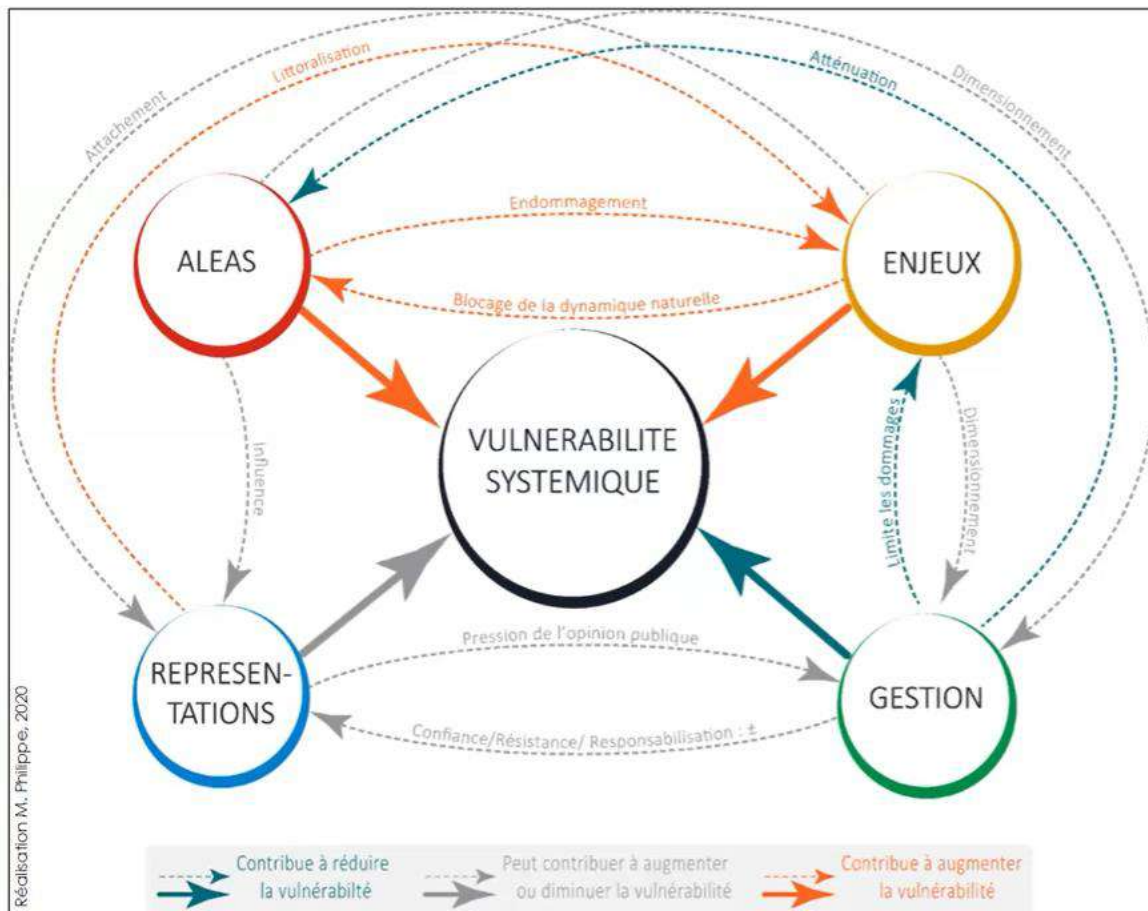 Littoralisation
Atténuation
Attachement
Dimensionnement
ALEAS
Endommagement
ENJEUX
Blocage de la dynamique naturelle
VULNERABILITE
SYSTEMIQUE
Influence
Limite les dommages
Dimensionnement
REPRESEN-
TATIONS
Pression de l'opinion publique
GESTION
Confiance/Résistance/ Responsabilisation : ±
Réalisation M. Philippe, 2020
Contribue à réduire
la vulnérabilté
Peut contribuer à augmenter
ou diminuer la vulnérabilité
Contribue à augmenter
la vulnérabilité